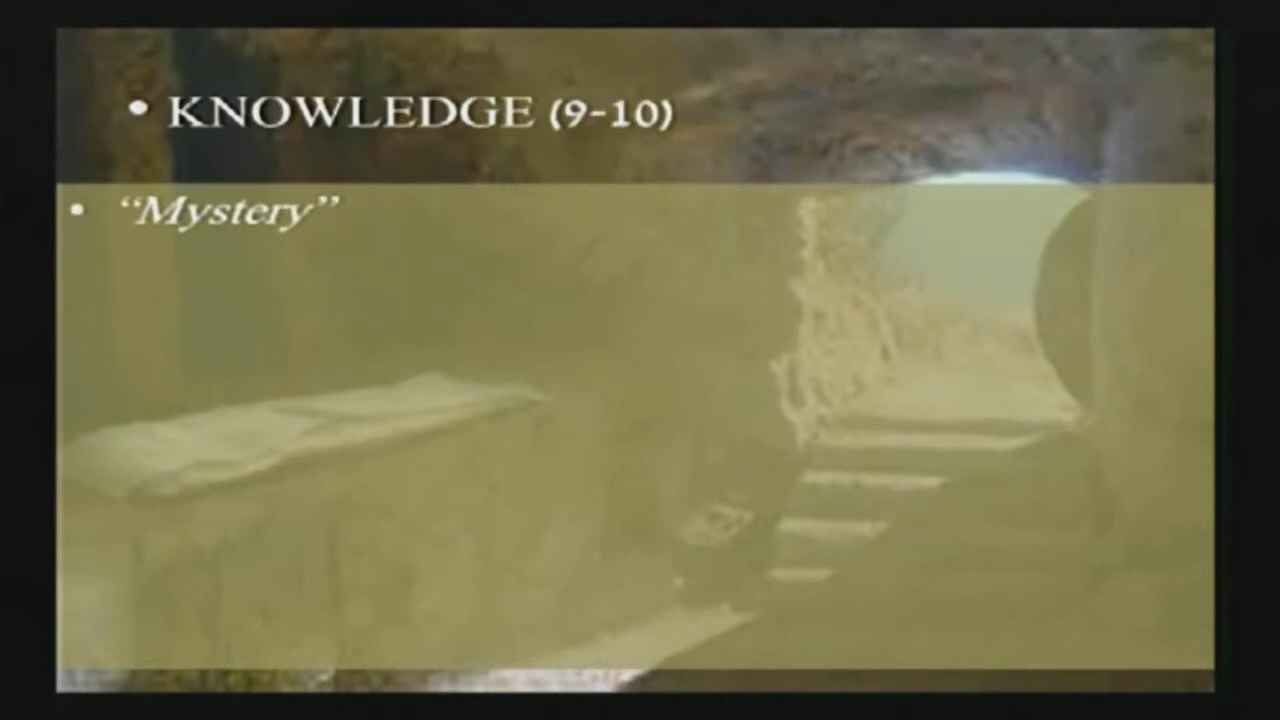 • KNOWLEDGE (9-10)
• “Mystery”